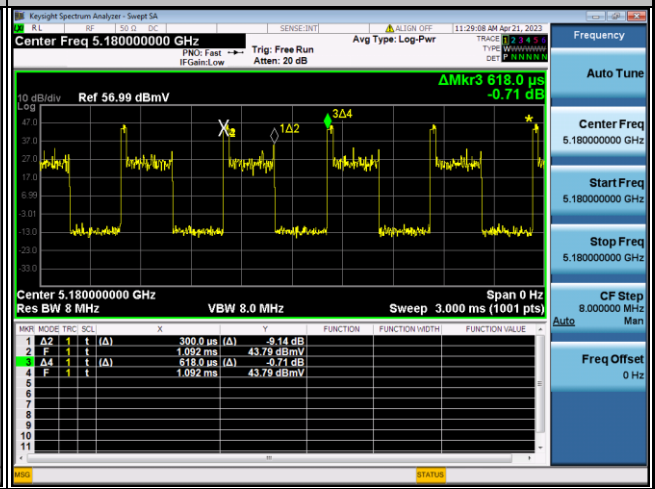 Keysight Spectrum Analyzer - Swept SA
RL RF 50 Ω DC SENSE:INT ALIGN OFF 11:29:08 AM Apr 21, 2023
Center Freq 5.180000000 GHz Avg Type: Log-Pwr TRACE 1 2 3 4 5 6
PNO: Fast Trig: Free Run TYPE WWWWWW
IFGain:Low Atten: 20 dB DET P N N N N N
ΔMkr3 618.0 µs
-0.71 dB
10 dB/div Ref 56.99 dBmV
Log
47.0
37.0
27.0
17.0
6.99
-3.01
-13.0
-23.0
-33.0
1Δ2
3Δ4
Center 5.180000000 GHz Span 0 Hz
Res BW 8 MHz VBW 8.0 MHz Sweep 3.000 ms (1001 pts)
MKR MODE TRC SCL X Y FUNCTION FUNCTION WIDTH FUNCTION VALUE
1 Δ2 1 t (Δ) 300.0 µs (Δ) -9.14 dB
2 F 1 t 1.092 ms 43.79 dBmV
3 Δ4 1 t (Δ) 618.0 µs (Δ) -0.71 dB
4 F 1 t 1.092 ms 43.79 dBmV
5
6
7
8
9
10
11
MSG STATUS
Frequency
Auto Tune
Center Freq
5.180000000 GHz
Start Freq
5.180000000 GHz
Stop Freq
5.180000000 GHz
CF Step
8.000000 MHz
Auto Man
Freq Offset
0 Hz